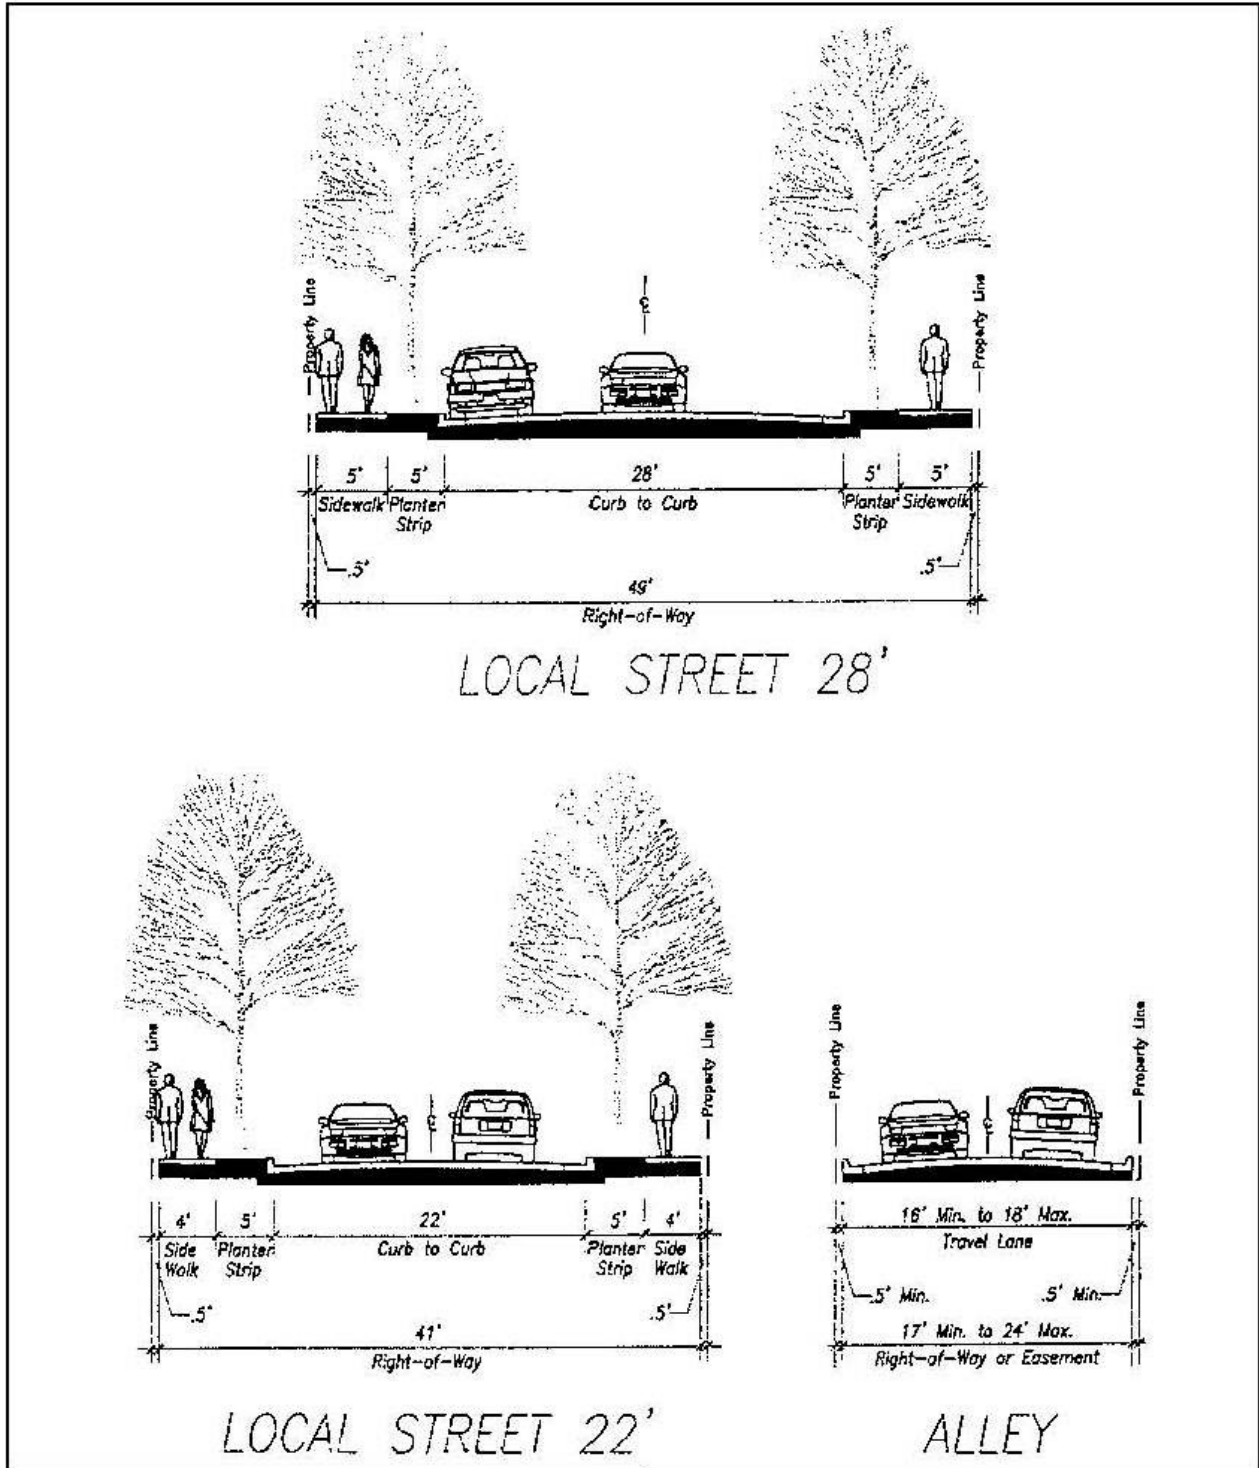 Property Line
Property Line
5' 5' 28' 5' 5'
Sidewalk Planter Curb to Curb Planter Sidewalk
Strip Strip
.5' .5'
49'
Right-of-Way
LOCAL STREET 28'
Property Line
Property Line
4' 5' 22' 5' 4'
Side Planter Curb to Curb Planter Side
Walk Strip Strip Walk
.5' .5'
41'
Right-of-Way
LOCAL STREET 22'
Property Line
Property Line
16' Min. to 18' Max.
Travel Lane
.5' Min. .5' Min.
17' Min. to 24' Max.
Right-of-Way or Easement
ALLEY